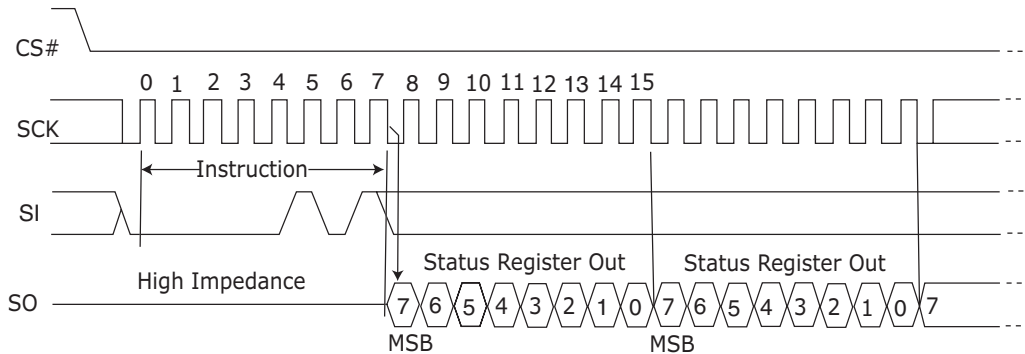 CS#
0 1 2 3 4 5 6 7 8 9 10 11 12 13 14 15
SCK
Instruction
SI
High Impedance
Status Register Out Status Register Out
SO
7 6 5 4 3 2 1 0 7 6 5 4 3 2 1 0 7
MSB MSB